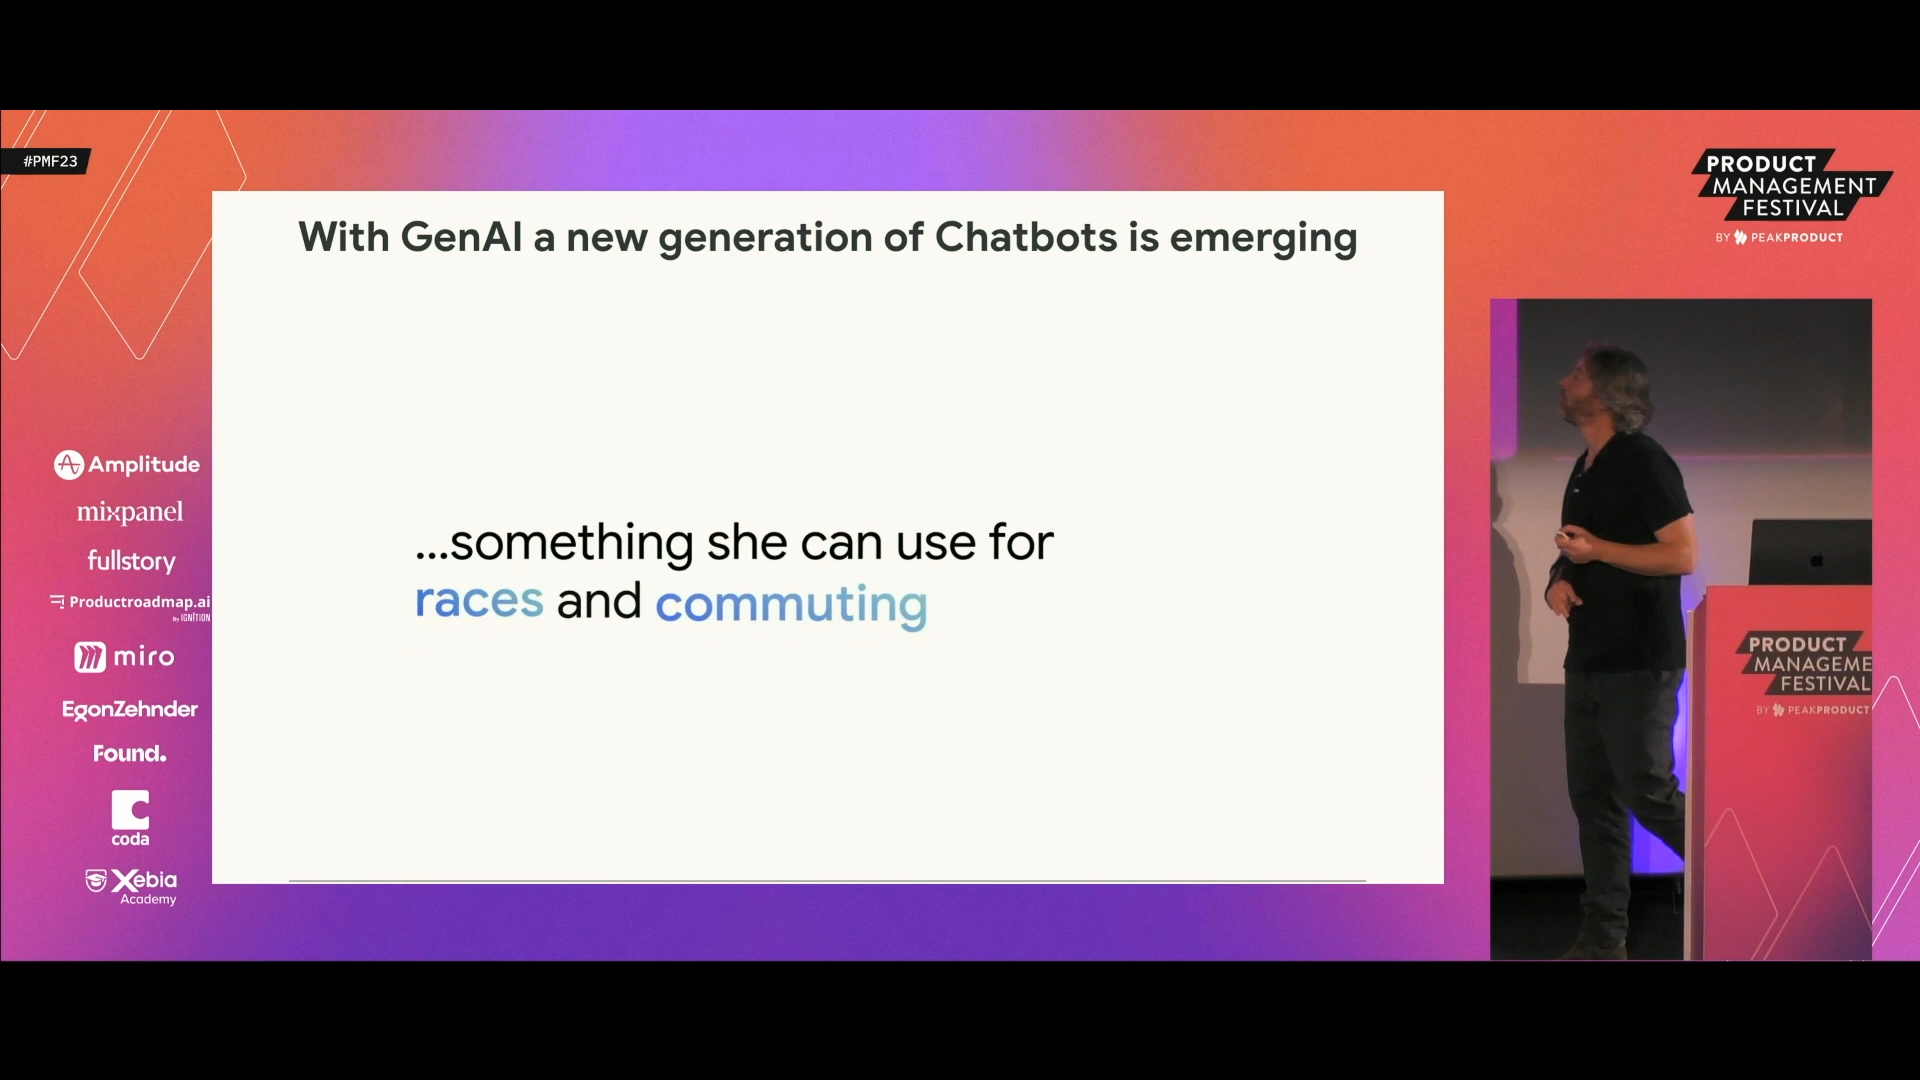 #PMF23
PRODUCT
MANAGEMENT
FESTIVAL
BY PEAKPRODUCT
With GenAI a new generation of Chatbots is emerging
...something she can use for
races and commuting
Amplitude
mixpanel
fullstory
Productroadmap.ai
By IGNITION
miro
EgonZehnder
Found.
coda
Xebia
Academy
PRODUCT
MANAGEME
FESTIVAL
BY PEAKPRODUCT